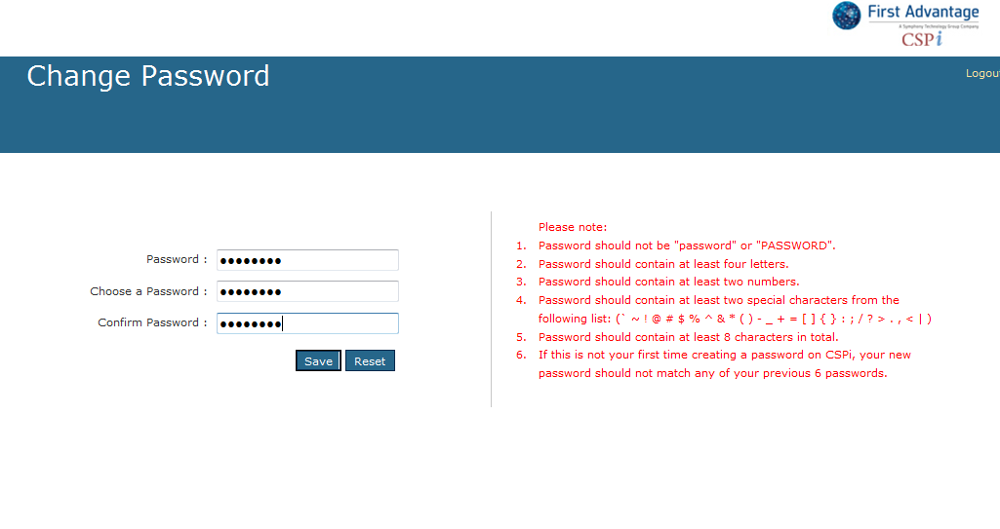 First Advantage
A Symphony Technology Group Company
CSPi
Change Password
Logou
Password :
Choose a Password :
Confirm Password :
Save Reset
Please note:
1. Password should not be "password" or "PASSWORD".
2. Password should contain at least four letters.
3. Password should contain at least two numbers.
4. Password should contain at least two special characters from the
following list: (` ~ ! @ # $ % ^ & * ( ) - _ + = [ ] { } : ; / ? > . , < | )
5. Password should contain at least 8 characters in total.
6. If this is not your first time creating a password on CSPi, your new
password should not match any of your previous 6 passwords.